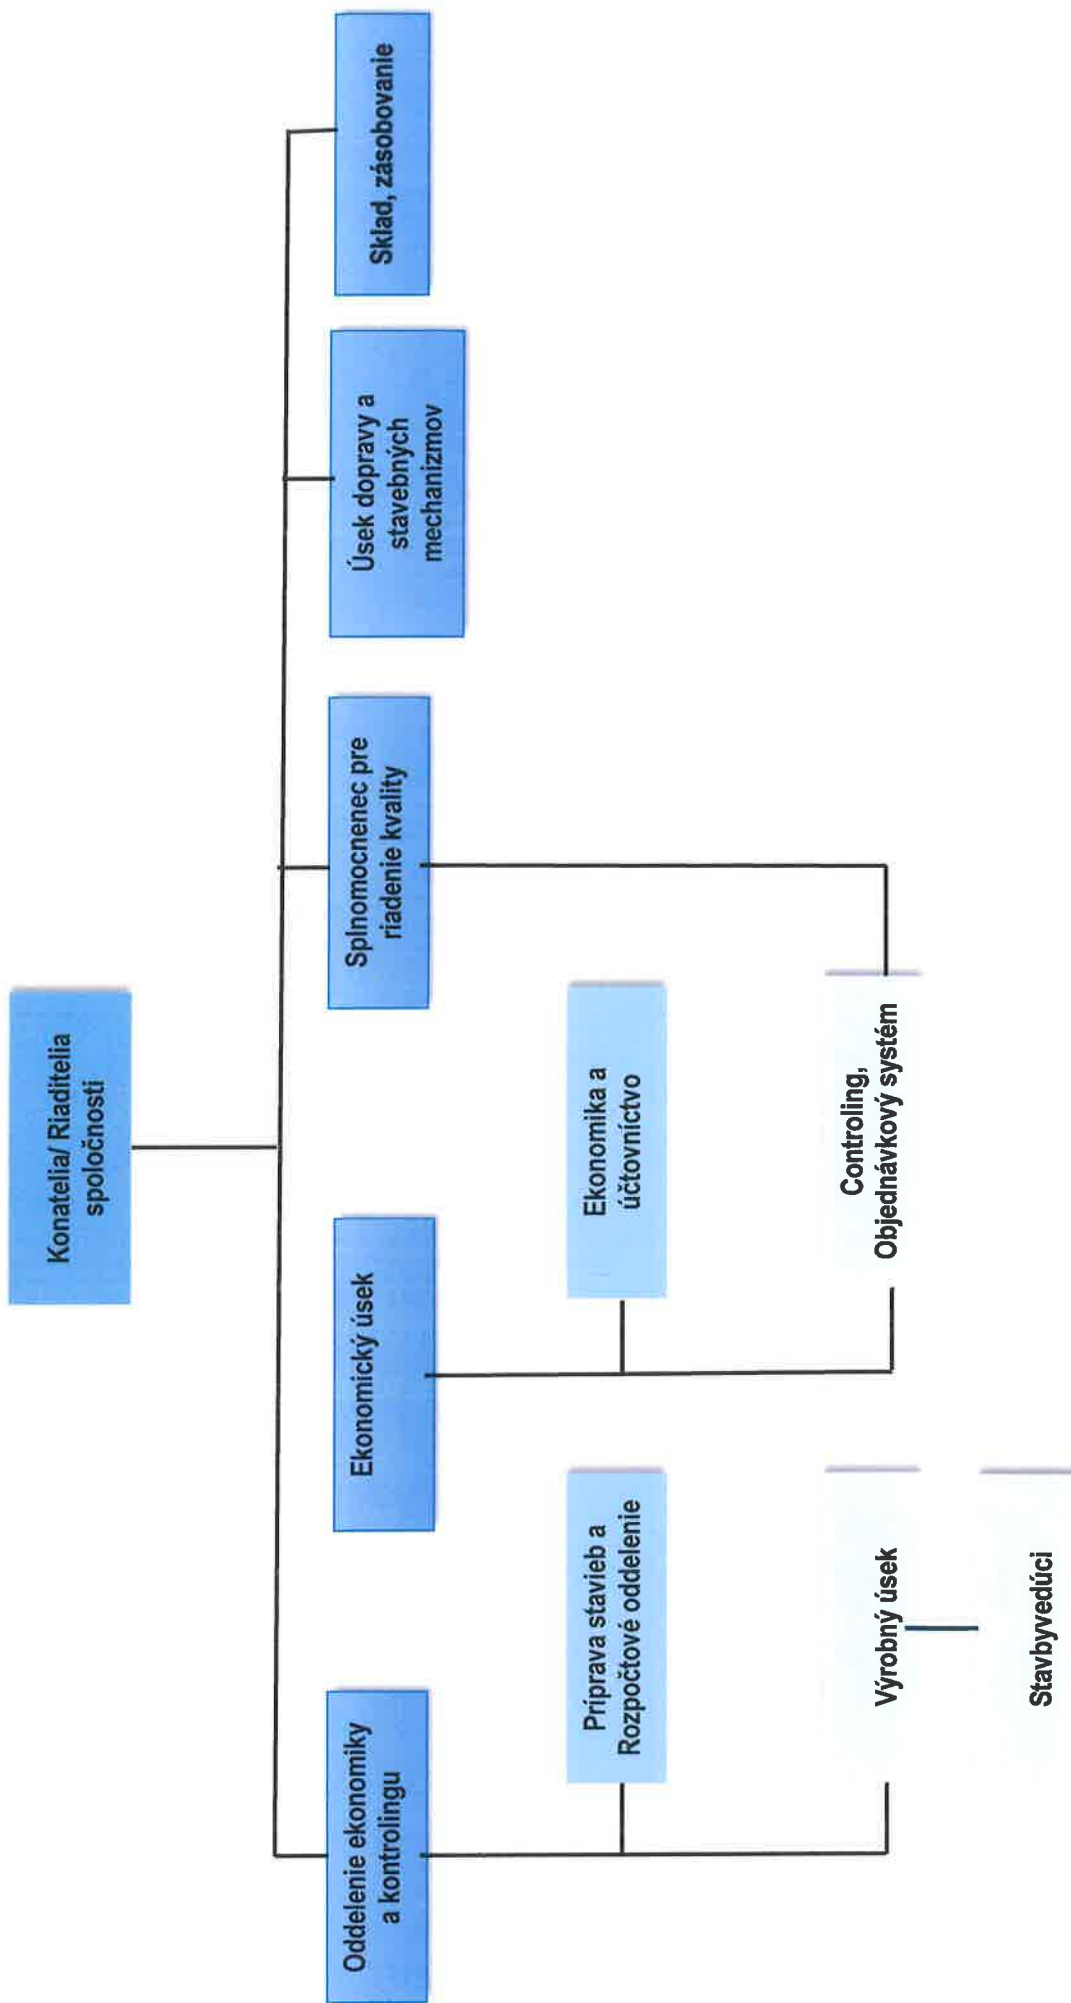 Konatelia/ Riaditelia
spoločnosti
Oddelenie ekonomiky
a kontrolingu
Ekonomický úsek
Splnomocnenec pre
riadenie kvality
Úsek dopravy a
stavebných
mechanizmov
Sklad, zásobovanie
Príprava stavieb a
Rozpočtové oddelenie
Ekonomika a
účtovníctvo
Výrobný úsek
Controling,
Objednávkový systém
Stavbyvedúci